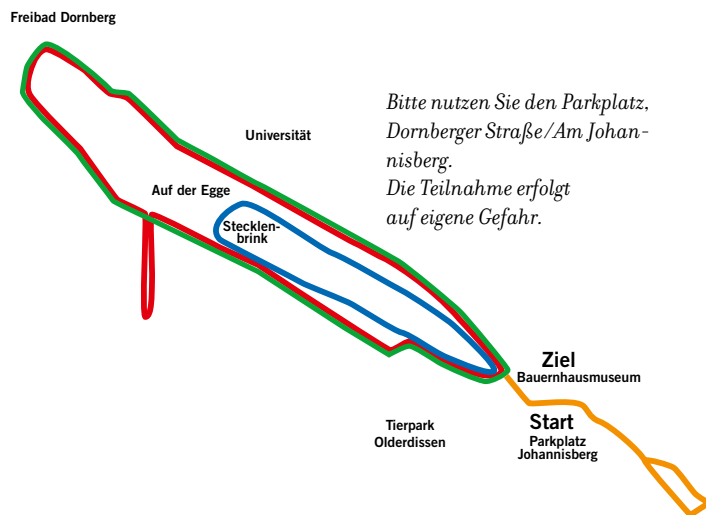 Freibad Dornberg
Bitte nutzen Sie den Parkplatz,
Dornberger Straße/Am Johan-
nisberg.
Die Teilnahme erfolgt
auf eigene Gefahr.
Universität
Auf der Egge
Stecklen-
brink
Ziel
Bauernhausmuseum
Start
Parkplatz
Johannisberg
Tierpark
Olderdissen